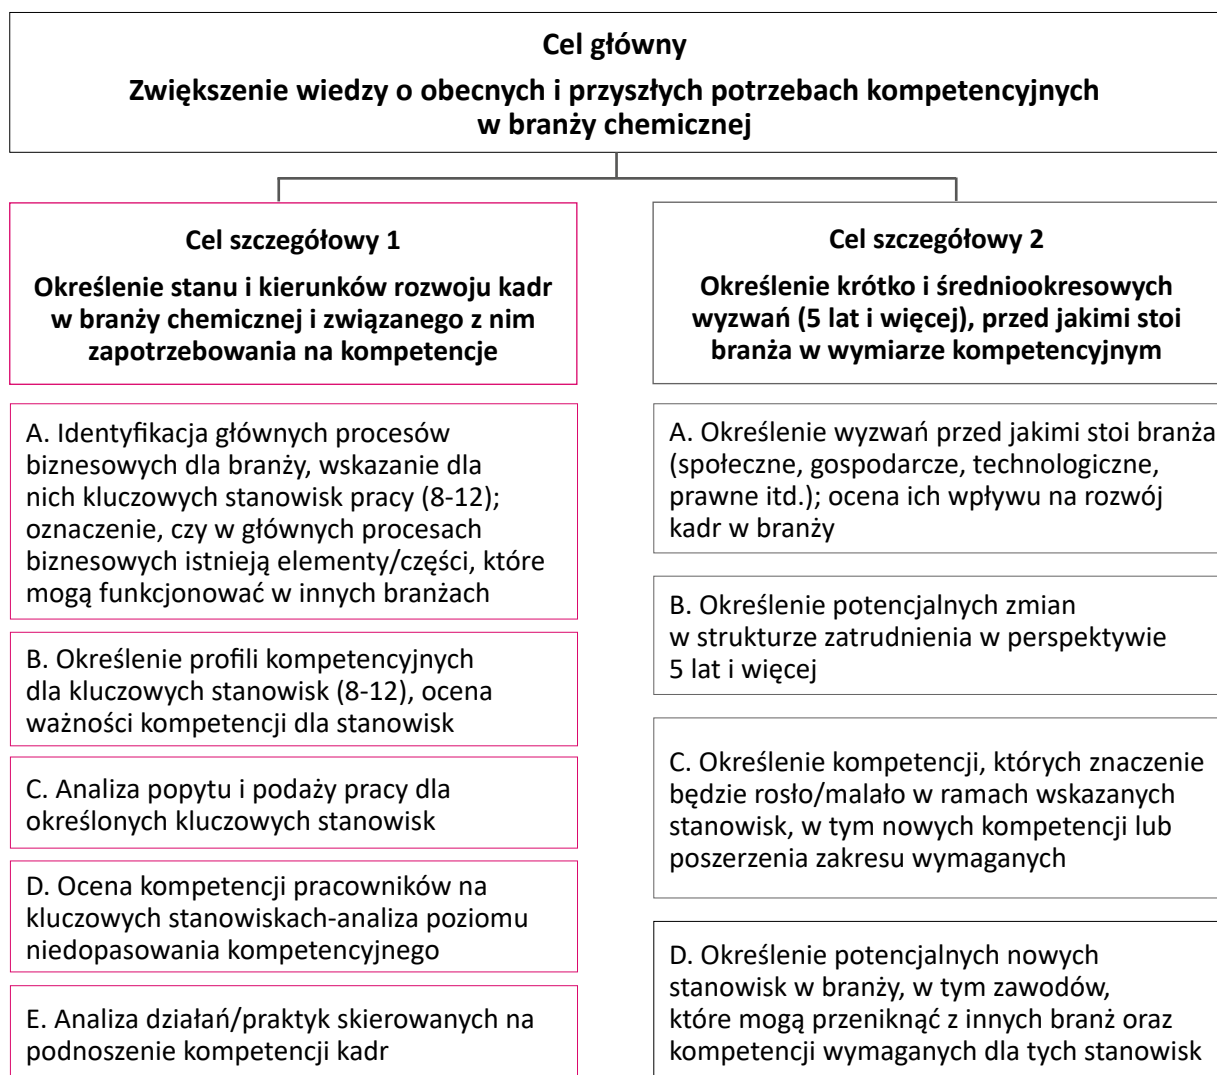 Cel główny
Zwiększenie wiedzy o obecnych i przyszłych potrzebach kompetencyjnych
w branży chemicznej
Cel szczegółowy 1
Określenie stanu i kierunków rozwoju kadr
w branży chemicznej i związanego z nim
zapotrzebowania na kompetencje
A. Identyfikacja głównych procesów
biznesowych dla branży, wskazanie dla
nich kluczowych stanowisk pracy (8-12);
oznaczenie, czy w głównych procesach
biznesowych istnieją elementy/części, które
mogą funkcjonować w innych branżach
B. Określenie profili kompetencyjnych
dla kluczowych stanowisk (8-12), ocena
ważności kompetencji dla stanowisk
C. Analiza popytu i podaży pracy dla
określonych kluczowych stanowisk
D. Ocena kompetencji pracowników na
kluczowych stanowiskach-analiza poziomu
niedopasowania kompetencyjnego
E. Analiza działań/praktyk skierowanych na
podnoszenie kompetencji kadr
Cel szczegółowy 2
Określenie krótko i średniookresowych
wyzwań (5 lat i więcej), przed jakimi stoi
branża w wymiarze kompetencyjnym
A. Określenie wyzwań przed jakimi stoi branża
(społeczne, gospodarcze, technologiczne,
prawne itd.); ocena ich wpływu na rozwój
kadr w branży
B. Określenie potencjalnych zmian
w strukturze zatrudnienia w perspektywie
5 lat i więcej
C. Określenie kompetencji, których znaczenie
będzie rosło/malało w ramach wskazanych
stanowisk, w tym nowych kompetencji lub
poszerzenia zakresu wymaganych
D. Określenie potencjalnych nowych
stanowisk w branży, w tym zawodów,
które mogą przeniknąć z innych branż oraz
kompetencji wymaganych dla tych stanowisk